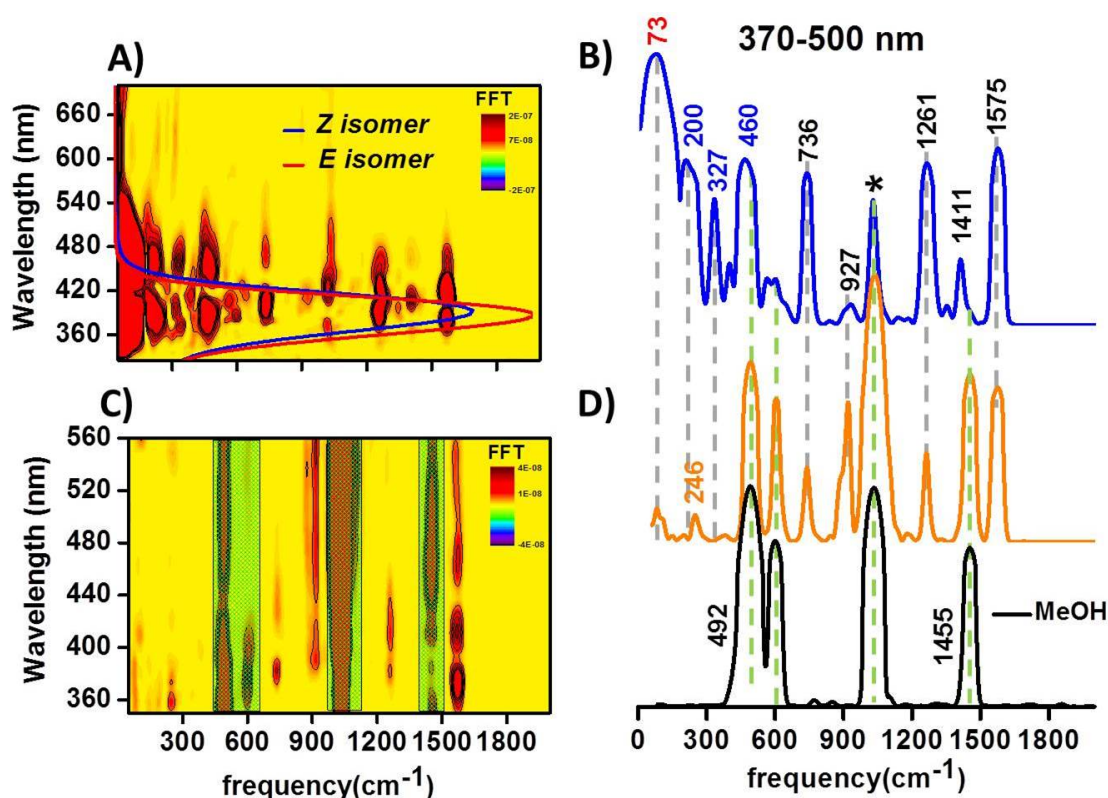 A)
Wavelength (nm)
660
600
540
480
420
360
Z isomer
E isomer
FFT
2E-07
7E-08
-2E-07
B)
370-500 nm
73
200
327
460
736
927
*
1261
1411
1575
C)
Wavelength (nm)
560
520
480
440
400
360
FFT
4E-08
1E-08
-4E-08
300 600 900 1200 1500 1800
frequency(cm-1)
D)
246
492
1455
MeOH
0 300 600 900 1200 1500 1800
frequency(cm-1)